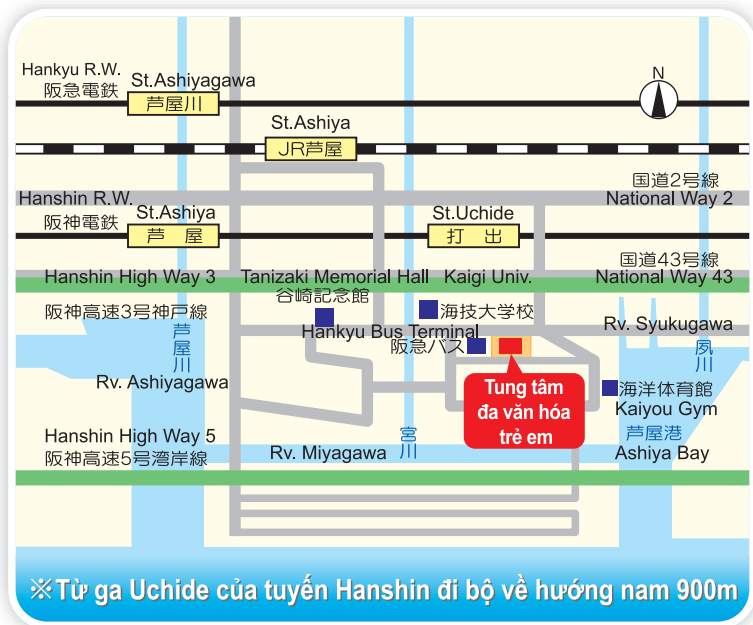 Hankyu R.W.
阪急電鉄
St.Ashiyagawa
芦屋川
N
St.Ashiya
JR芦屋
国道2号線
National Way 2
Hanshin R.W.
阪神電鉄
St.Ashiya
芦 屋
St.Uchide
打 出
国道43号線
National Way 43
Hanshin High Way 3
Tanizaki Memorial Hall
谷崎記念館
Kaigi Univ.
阪神高速3号神戸線
海技大学校
Hankyu Bus Terminal
阪急バス
Rv. Syukugawa
夙川
芦屋川
Rv. Ashiyagawa
Tung tâm
đa văn hóa
trẻ em
海洋体育館
Kaiyou Gym
Hanshin High Way 5
阪神高速5号湾岸線
Rv. Miyagawa
宮川
芦屋港
Ashiya Bay
※Từ ga Uchide của tuyến Hanshin đi bộ về hướng nam 900m